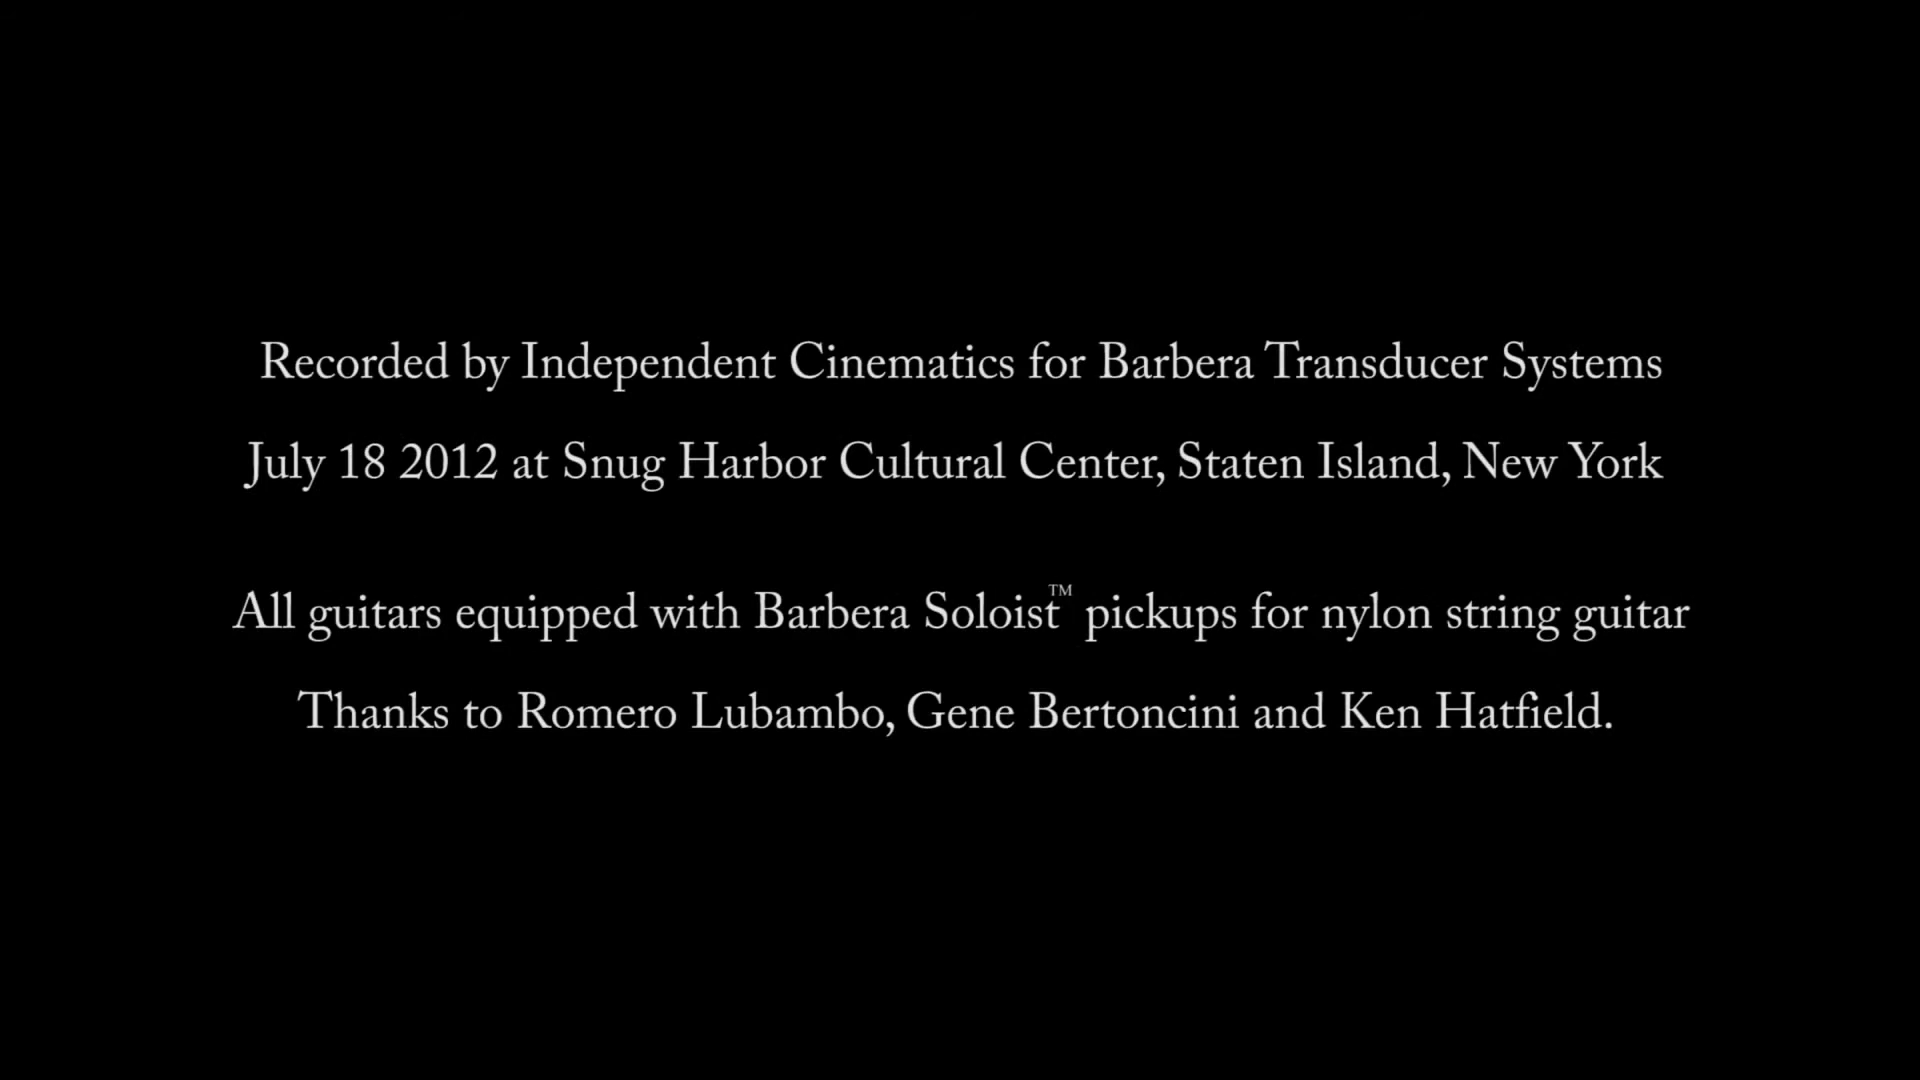 Recorded by Independent Cinematics for Barbera Transducer Systems
July 18 2012 at Snug Harbor Cultural Center, Staten Island, New York
All guitars equipped with Barbera Soloist™ pickups for nylon string guitar
Thanks to Romero Lubambo, Gene Bertoncini and Ken Hatfield.